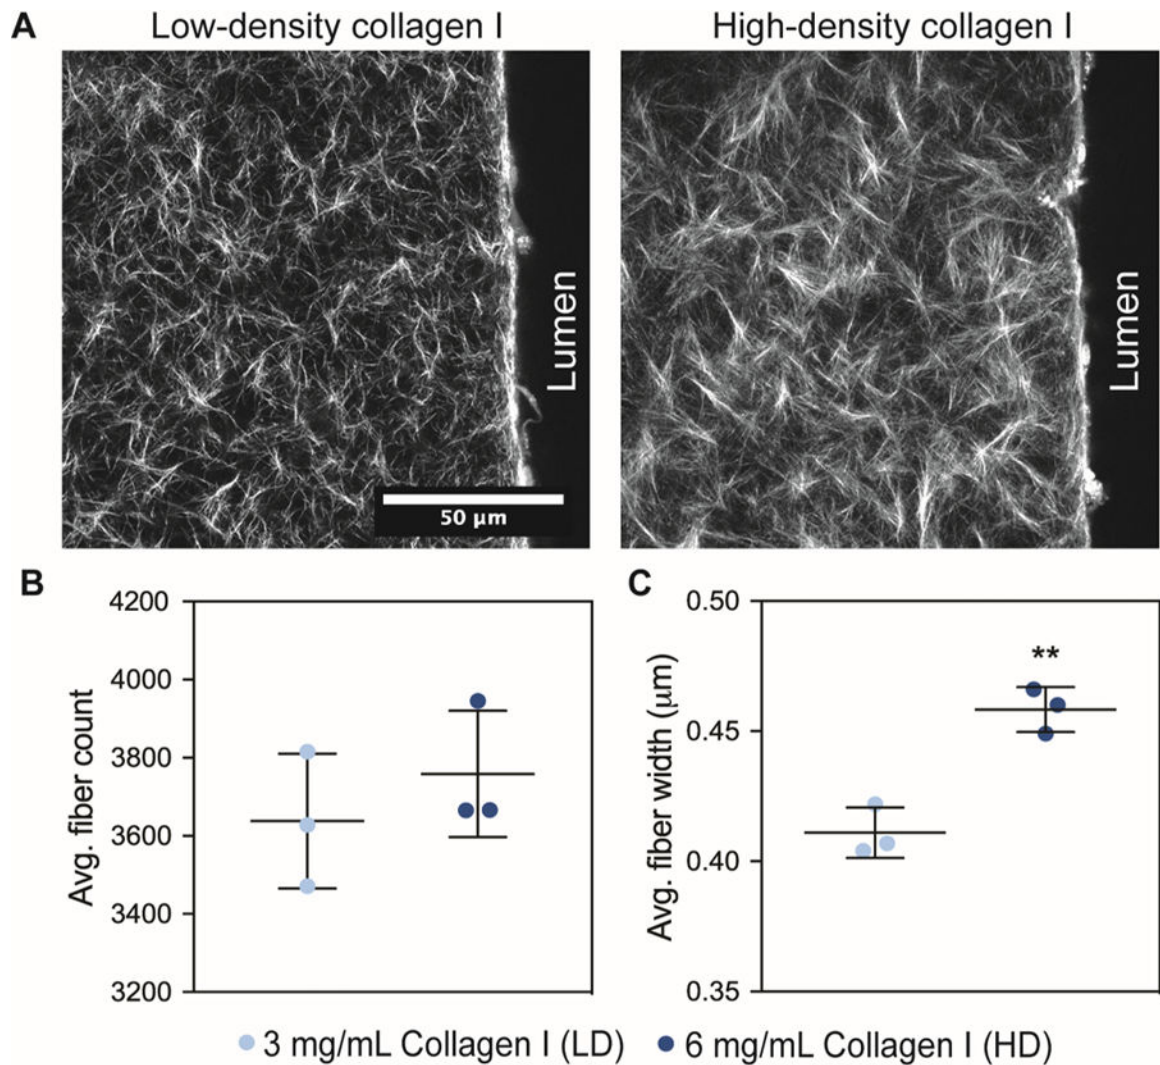 A
Low-density collagen I
High-density collagen I
Lumen
Lumen
50 μm
B
4200
4000
3800
3600
3400
3200
Avg. fiber count
C
0.50
0.45
0.40
0.35
Avg. fiber width (μm)
**
3 mg/mL Collagen I (LD)
6 mg/mL Collagen I (HD)